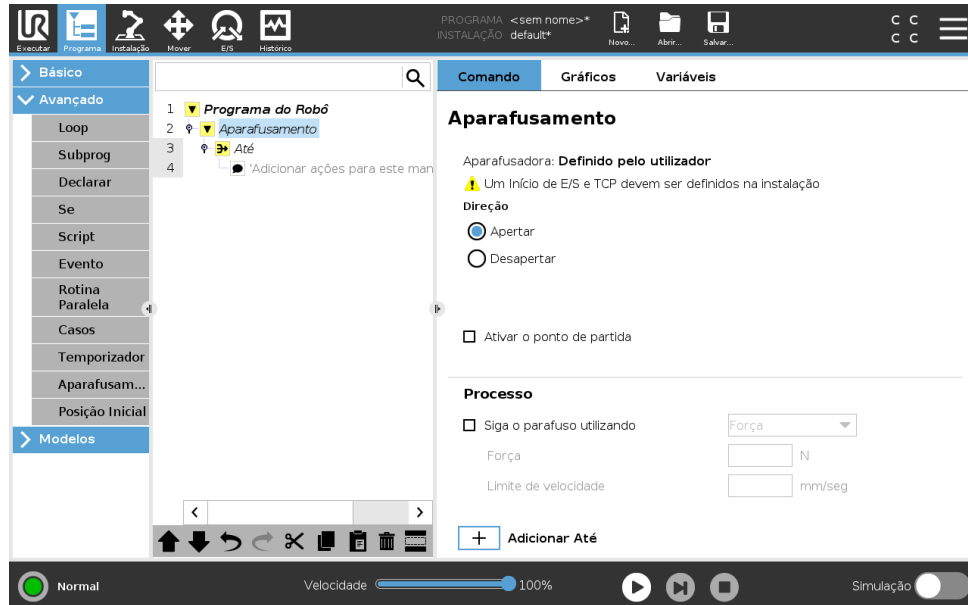 PROGRAMA <sem nome>*
INSTALAÇÃO default*
Executar Programa Instalação Mover E/S Histórico
Novo... Abrir... Salvar...
C C
C C
Básico
Avançado
Loop
Subprog
Declarar
Se
Script
Evento
Rotina
Paralela
Casos
Temporizador
Aparafusam...
Posição Inicial
Modelos
1 Programa do Robô
2 Aparafusamento
3 Até
4 'Adicionar ações para este man
Comando Gráficos Variáveis
Aparafusamento
Aparafusadora: Definido pelo utilizador
Um Início de E/S e TCP devem ser definidos na instalação
Direção
Apertar
Desapertar
Ativar o ponto de partida
Processo
Siga o parafuso utilizando Força
Força N
Limite de velocidade mm/seg
Adicionar Até
Normal Velocidade 100% Simulação